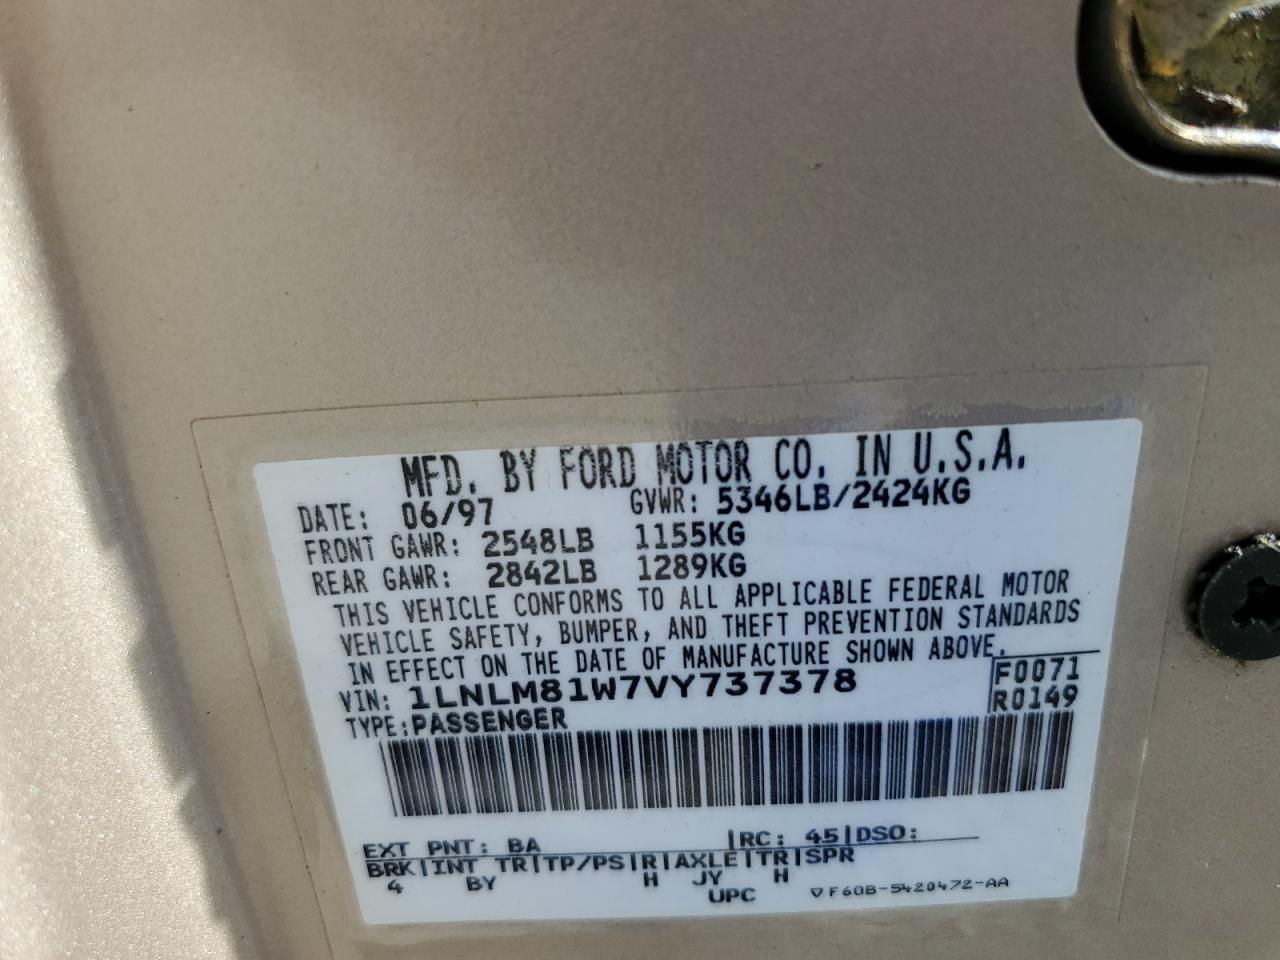 MFD. BY FORD MOTOR CO. IN U.S.A.
DATE: 06/97 GVWR: 5346LB/2424KG
FRONT GAWR: 2548LB 1155KG
REAR GAWR: 2842LB 1289KG
THIS VEHICLE CONFORMS TO ALL APPLICABLE FEDERAL MOTOR
VEHICLE SAFETY, BUMPER, AND THEFT PREVENTION STANDARDS
IN EFFECT ON THE DATE OF MANUFACTURE SHOWN ABOVE.
VIN: 1LNLM81W7VY737378 F0071
TYPE: PASSENGER R0149
EXT PNT: BA |RC: 45|DSO:
BRK|INT TR|TP/PS|R|AXLE|TR|SPR
4 BY H JY H
UPC ▽F60B-5420472-AA